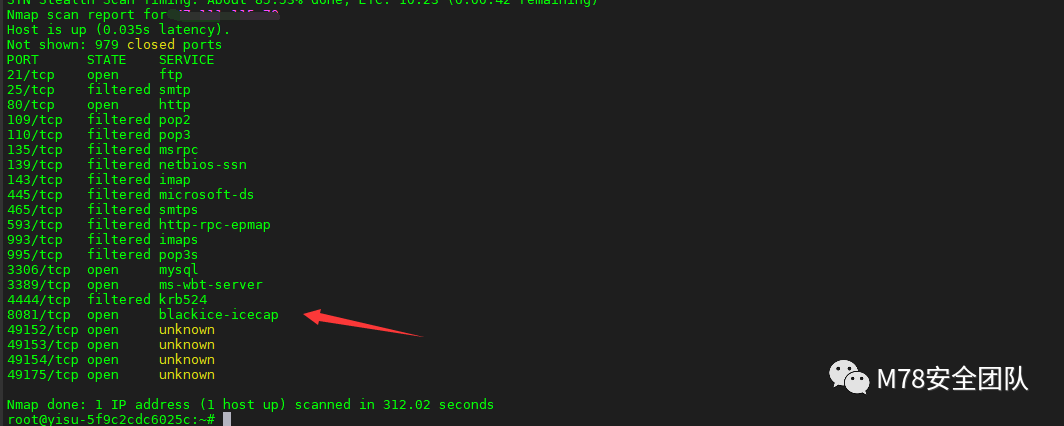 SYN Stealth Scan Timing: About 85.53% done; ETC: 16:23 (0:00:42 remaining)
Nmap scan report for
Host is up (0.035s latency).
Not shown: 979 closed ports
PORT STATE SERVICE
21/tcp open ftp
25/tcp filtered smtp
80/tcp open http
109/tcp filtered pop2
110/tcp filtered pop3
135/tcp filtered msrpc
139/tcp filtered netbios-ssn
143/tcp filtered imap
445/tcp filtered microsoft-ds
465/tcp filtered smtps
593/tcp filtered http-rpc-epmap
993/tcp filtered imaps
995/tcp filtered pop3s
3306/tcp open mysql
3389/tcp open ms-wbt-server
4444/tcp filtered krb524
8081/tcp open blackice-icecap
49152/tcp open unknown
49153/tcp open unknown
49154/tcp open unknown
49175/tcp open unknown
Nmap done: 1 IP address (1 host up) scanned in 312.02 seconds
root@yisu-5f9c2cdc6025c:~#
M78安全团队